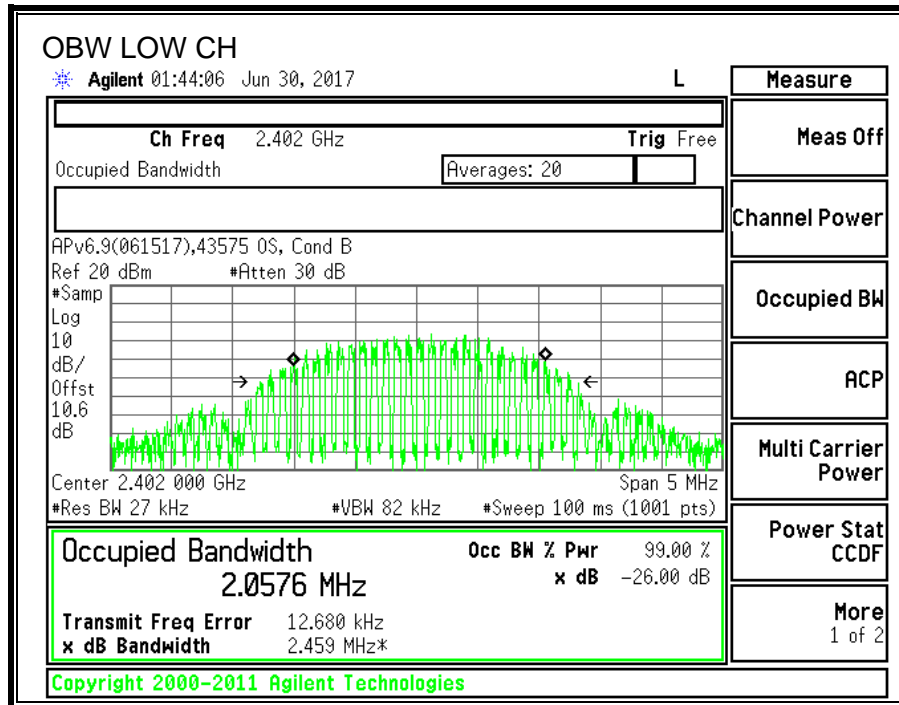 OBW LOW CH
Agilent 01:44:06 Jun 30, 2017 L
Ch Freq 2.402 GHz Trig Free
Occupied Bandwidth Averages: 20
APv6.9(061517),43575 OS, Cond B
Ref 20 dBm #Atten 30 dB
#Samp
Log
10
dB/
Offst
10.6
dB
Center 2.402 000 GHz Span 5 MHz
#Res BW 27 kHz #VBW 82 kHz #Sweep 100 ms (1001 pts)
Occupied Bandwidth Occ BW % Pwr 99.00 %
2.0576 MHz x dB -26.00 dB
Transmit Freq Error 12.680 kHz
x dB Bandwidth 2.459 MHz*
Copyright 2000-2011 Agilent Technologies
Measure
Meas Off
Channel Power
Occupied BW
ACP
Multi Carrier
Power
Power Stat
CCDF
More
1 of 2